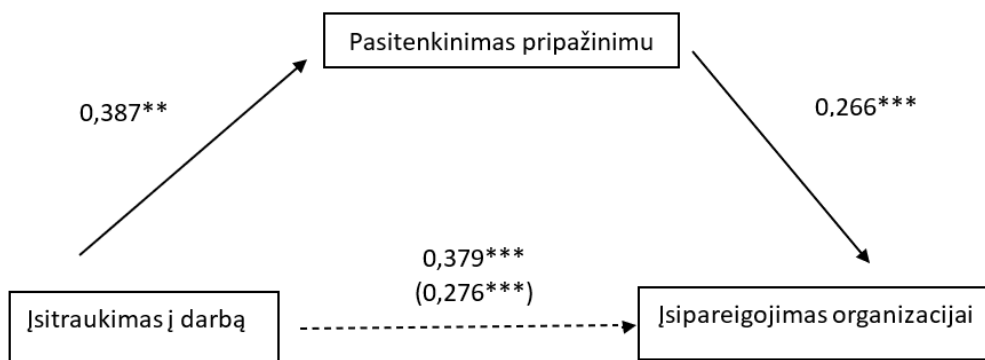 Pasitenkinimas pripažinimu
0,387**
0,266***
0,379***
(0,276***)
Įsitraukimas į darbą
Įsipareigojimas organizacijai